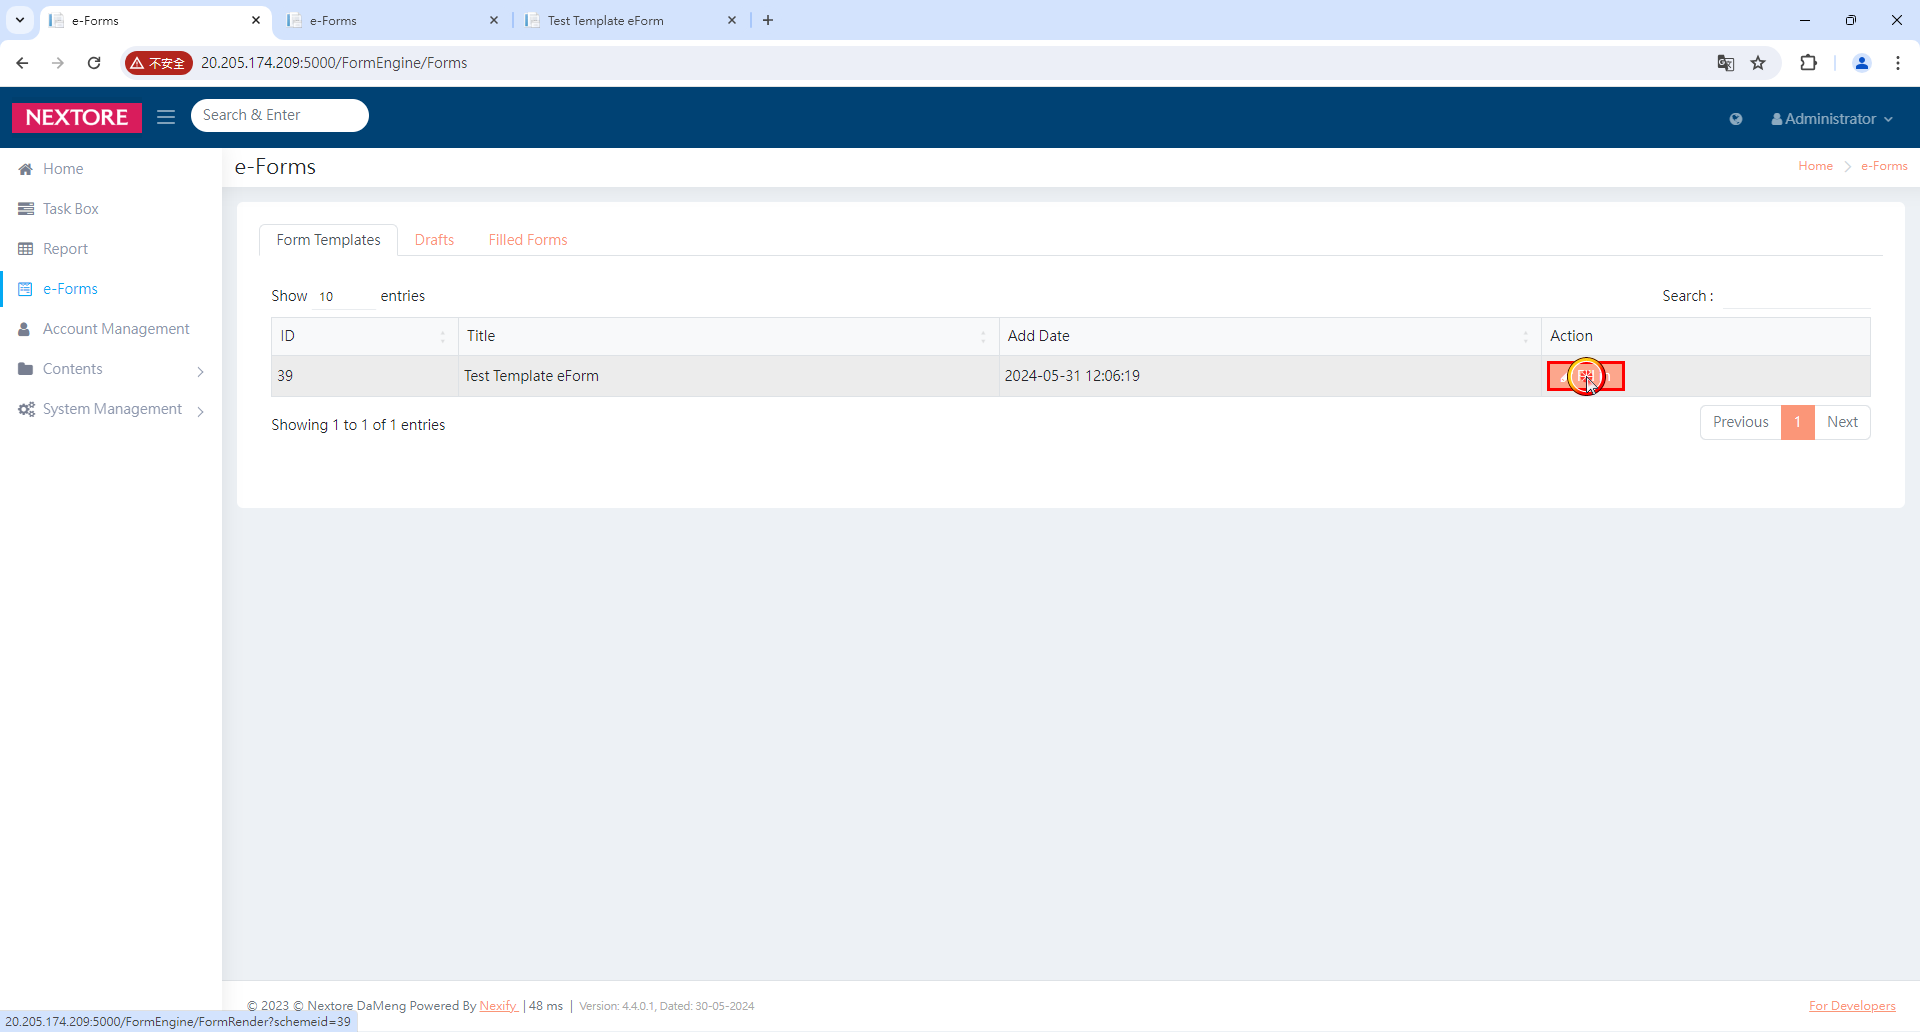 e-Forms
e-Forms
Test Template eForm
不安全
20.205.174.209:5000/FormEngine/Forms
NEXTORE
Search & Enter
Administrator
Home
Task Box
Report
e-Forms
Account Management
Contents
System Management
e-Forms
Home
e-Forms
Form Templates
Drafts
Filled Forms
Show 10 entries
Search :
ID Title Add Date Action
39 Test Template eForm 2024-05-31 12:06:19
Showing 1 to 1 of 1 entries
Previous 1 Next
© 2023 © Nextore DaMeng Powered By Nexify | 48 ms | Version: 4.4.0.1, Dated: 30-05-2024
For Developers
20.205.174.209:5000/FormEngine/FormRender?schemeid=39